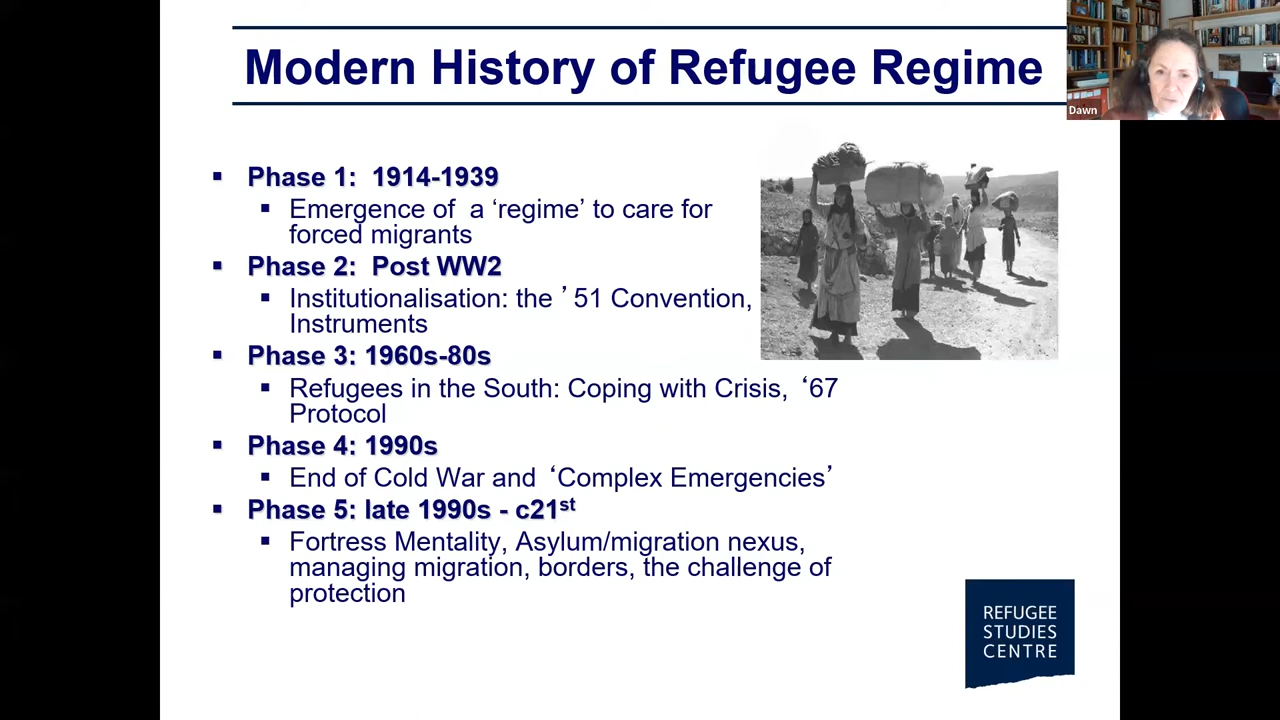 Modern History of Refugee Regime
Dawn
▪ Phase 1: 1914-1939
▪ Emergence of a ‘regime’ to care for
forced migrants
▪ Phase 2: Post WW2
▪ Institutionalisation: the ’51 Convention,
Instruments
▪ Phase 3: 1960s-80s
▪ Refugees in the South: Coping with Crisis, ‘67
Protocol
▪ Phase 4: 1990s
▪ End of Cold War and ‘Complex Emergencies’
▪ Phase 5: late 1990s - c21st
▪ Fortress Mentality, Asylum/migration nexus,
managing migration, borders, the challenge of
protection
REFUGEE
STUDIES
CENTRE